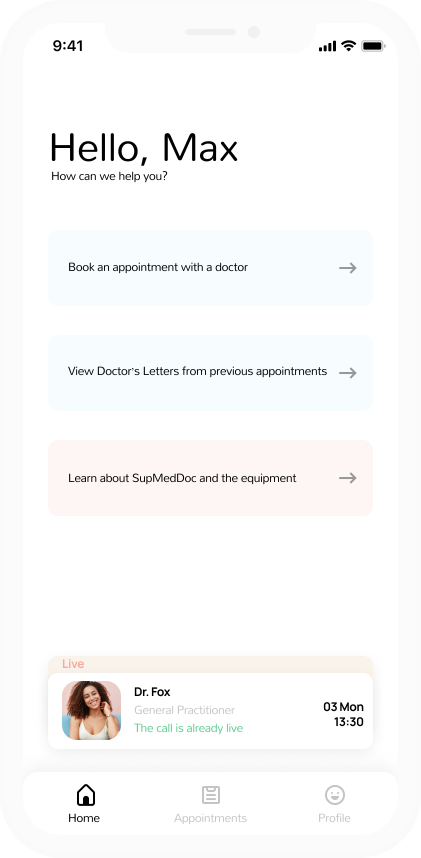 9:41
Hello, Max
How can we help you?
Book an appointment with a doctor
View Doctor's Letters from previous appointments
Learn about SupMedDoc and the equipment
Live
Dr. Fox
General Practitioner
03 Mon
The call is already live
13:30
Home
Appointments
Profile